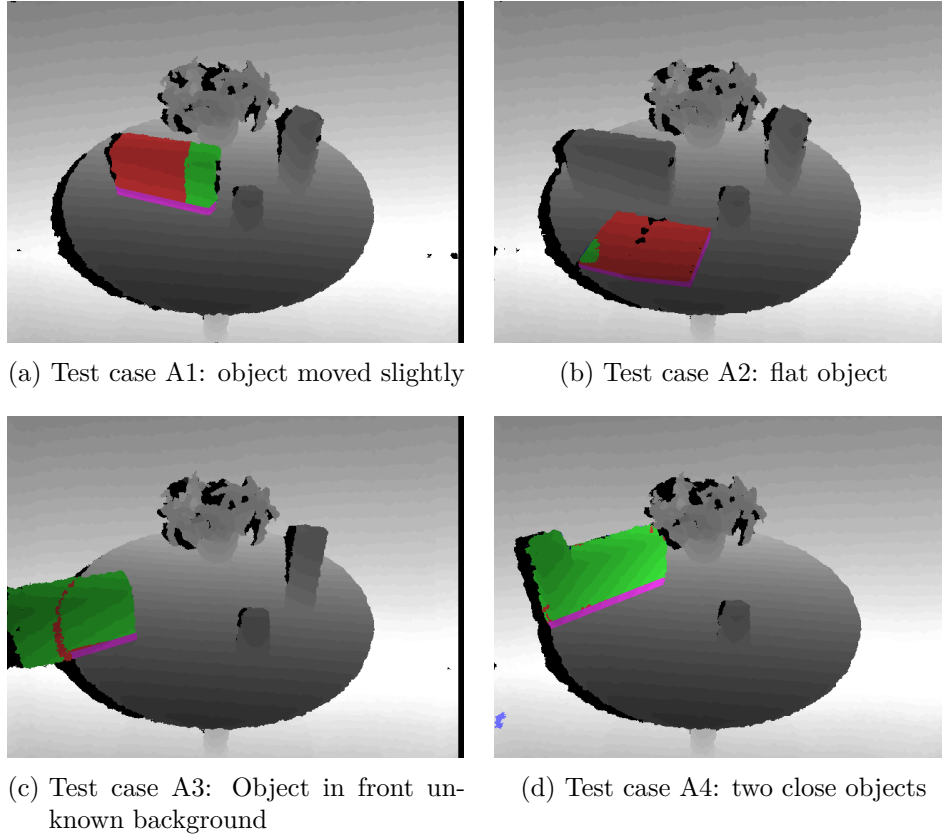 (a) Test case A1: object moved slightly
(b) Test case A2: flat object
(c) Test case A3: Object in front un-
known background
(d) Test case A4: two close objects